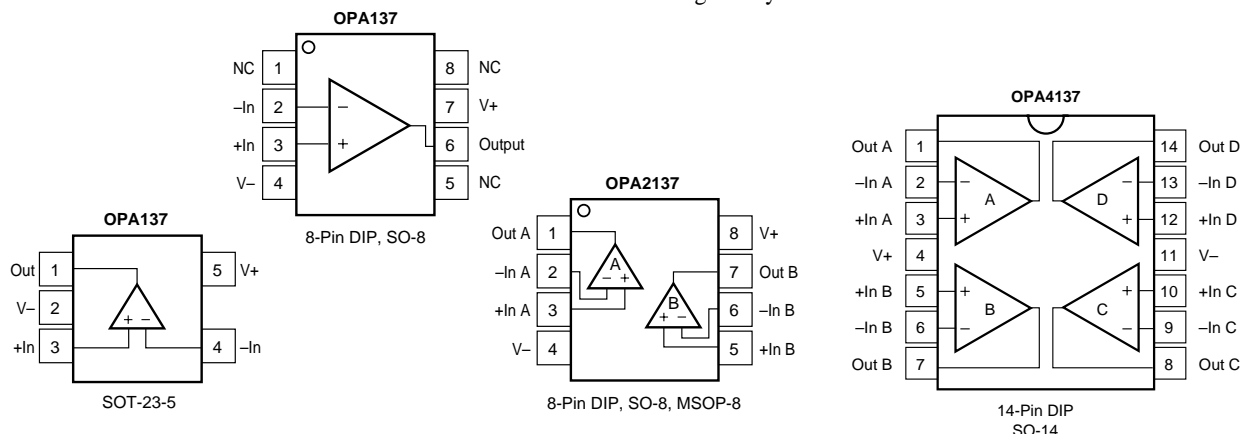 OPA137
NC 1 8 NC
–In 2 – 7 V+
+In 3 + 6 Output
V– 4 5 NC
8-Pin DIP, SO-8
OPA137
Out 1 5 V+
V– 2
+ –
+In 3 4 –In
SOT-23-5
OPA2137
Out A 1 8 V+
–In A 2 A – + 7 Out B
+In A 3 B + – 6 –In B
V– 4 5 +In B
8-Pin DIP, SO-8, MSOP-8
OPA4137
Out A 1 14 Out D
–In A 2 – – 13 –In D
A D
+In A 3 + + 12 +In D
V+ 4 11 V–
+In B 5 + + 10 +In C
B C
–In B 6 – – 9 –In C
Out B 7 8 Out C
14-Pin DIP
SO-14